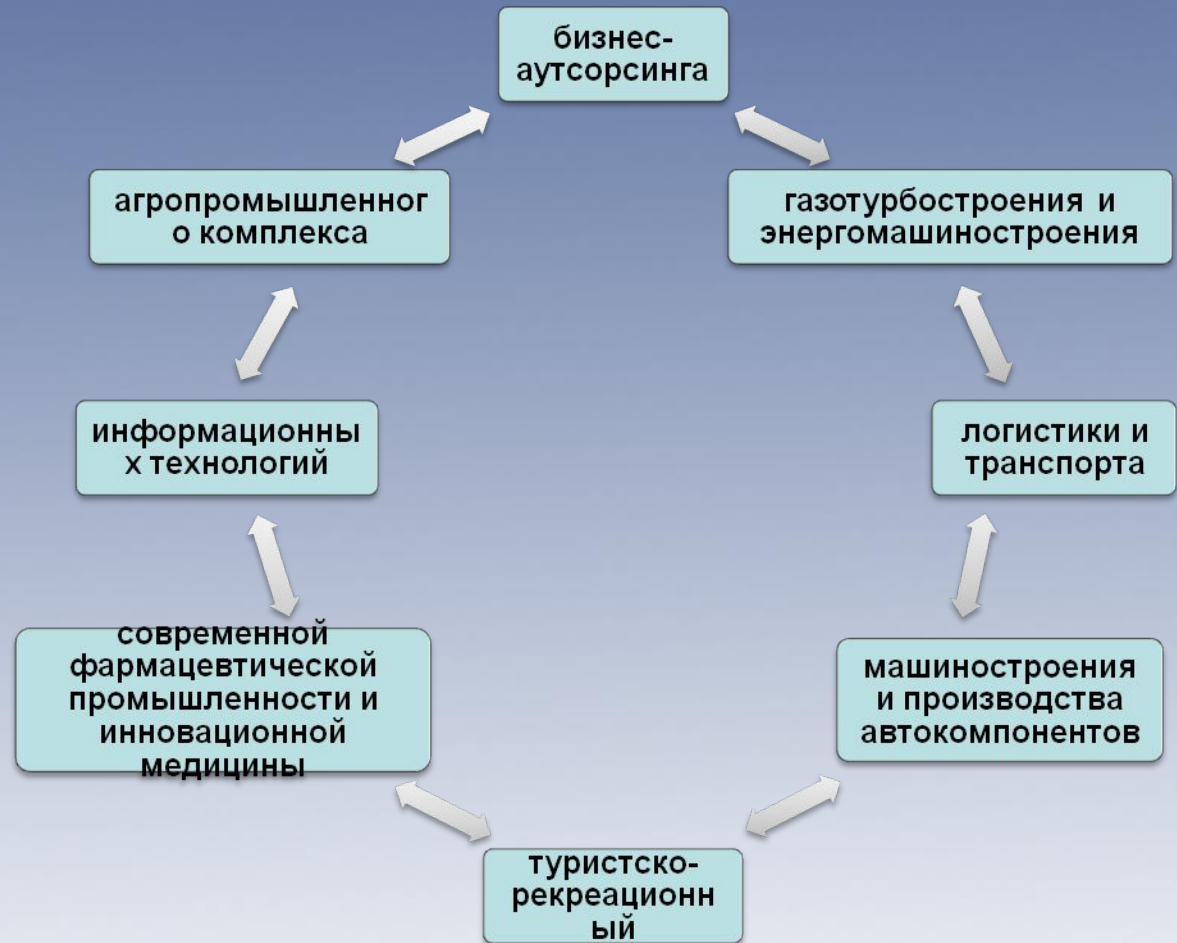 бизнес-
аутсорсинга
агропромышленног
о комплекса
газотурбостроения и
энергомашиностроения
информационны
х технологий
логистики и
транспорта
современной
фармацевтической
промышленности и
инновационной
медицины
машиностроения
и производства
автокомпонентов
туристско-
рекреационн
ый